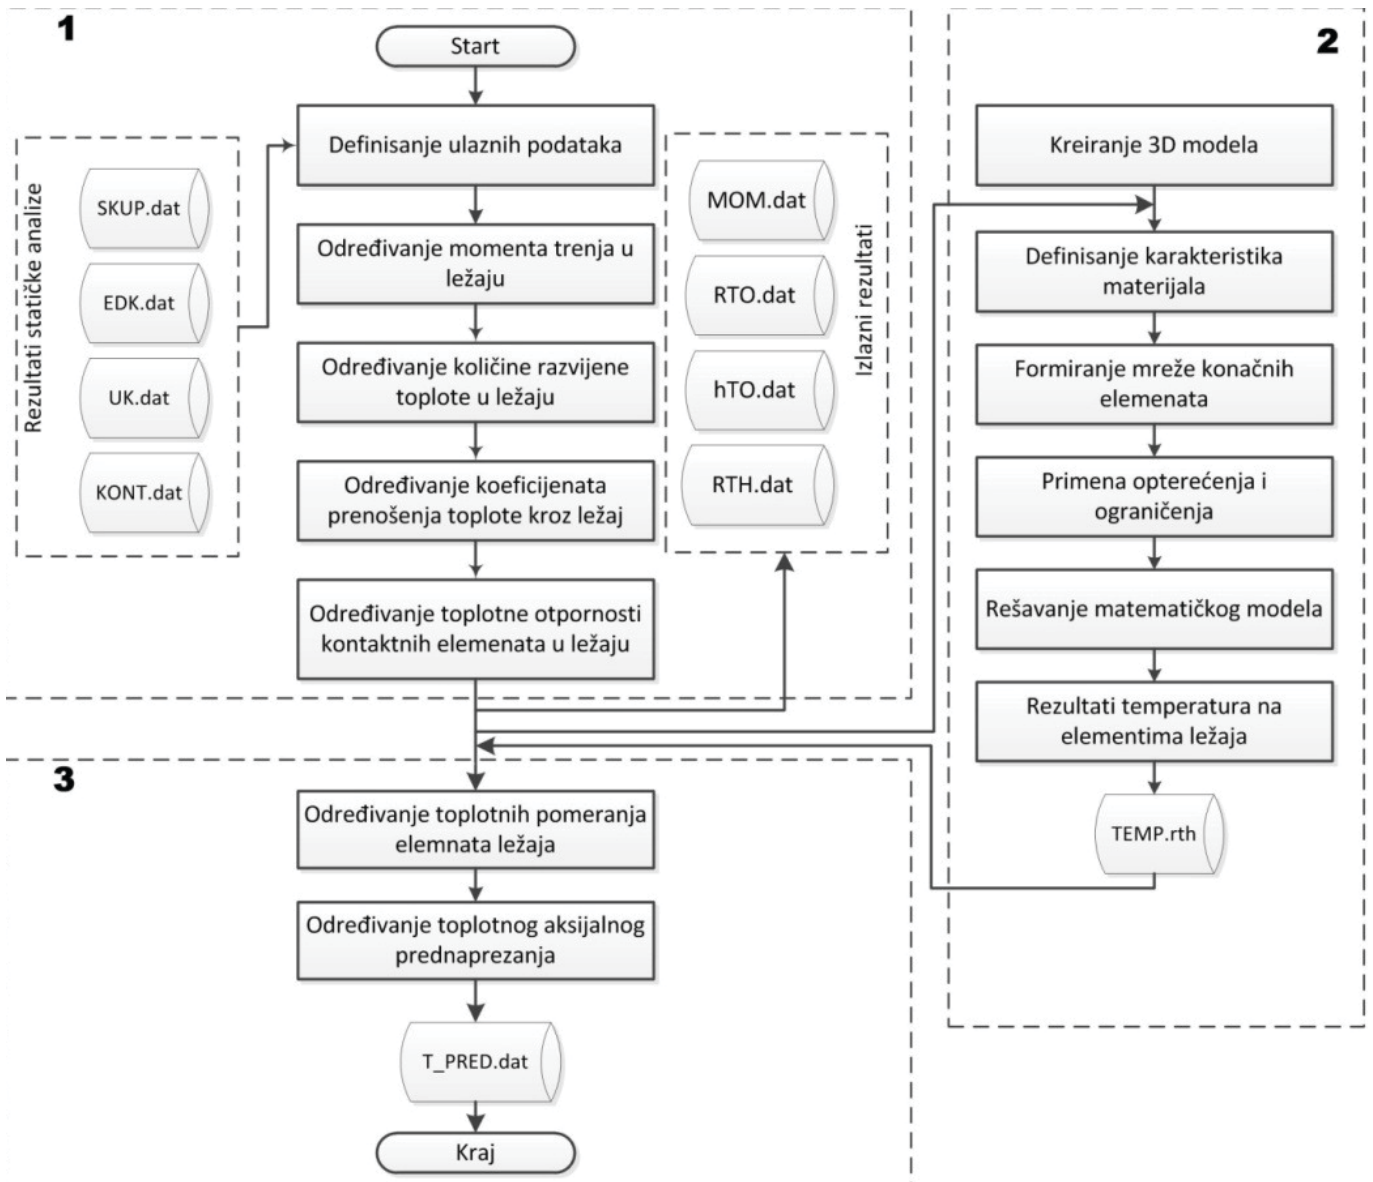 1
Start
Definisanje ulaznih podataka
Rezultati statičke analize
SKUP.dat
EDK.dat
UK.dat
KONT.dat
Određivanje momenta trenja u
ležaju
Određivanje količine razvijene
toplote u ležaju
Određivanje koeficijenata
prenošenja toplote kroz ležaj
Određivanje toplotne otpornosti
kontaktnih elemenata u ležaju
MOM.dat
RTO.dat
hTO.dat
RTH.dat
Izlazni rezultati
2
Kreiranje 3D modela
Definisanje karakteristika
materijala
Formiranje mreže konačnih
elemenata
Primena opterećenja i
ograničenja
Rešavanje matematičkog modela
Rezultati temperatura na
elementima ležaja
TEMP.rth
3
Određivanje toplotnih pomeranja
elemnata ležaja
Određivanje toplotnog aksijalnog
prednaprezanja
T_PRED.dat
Kraj